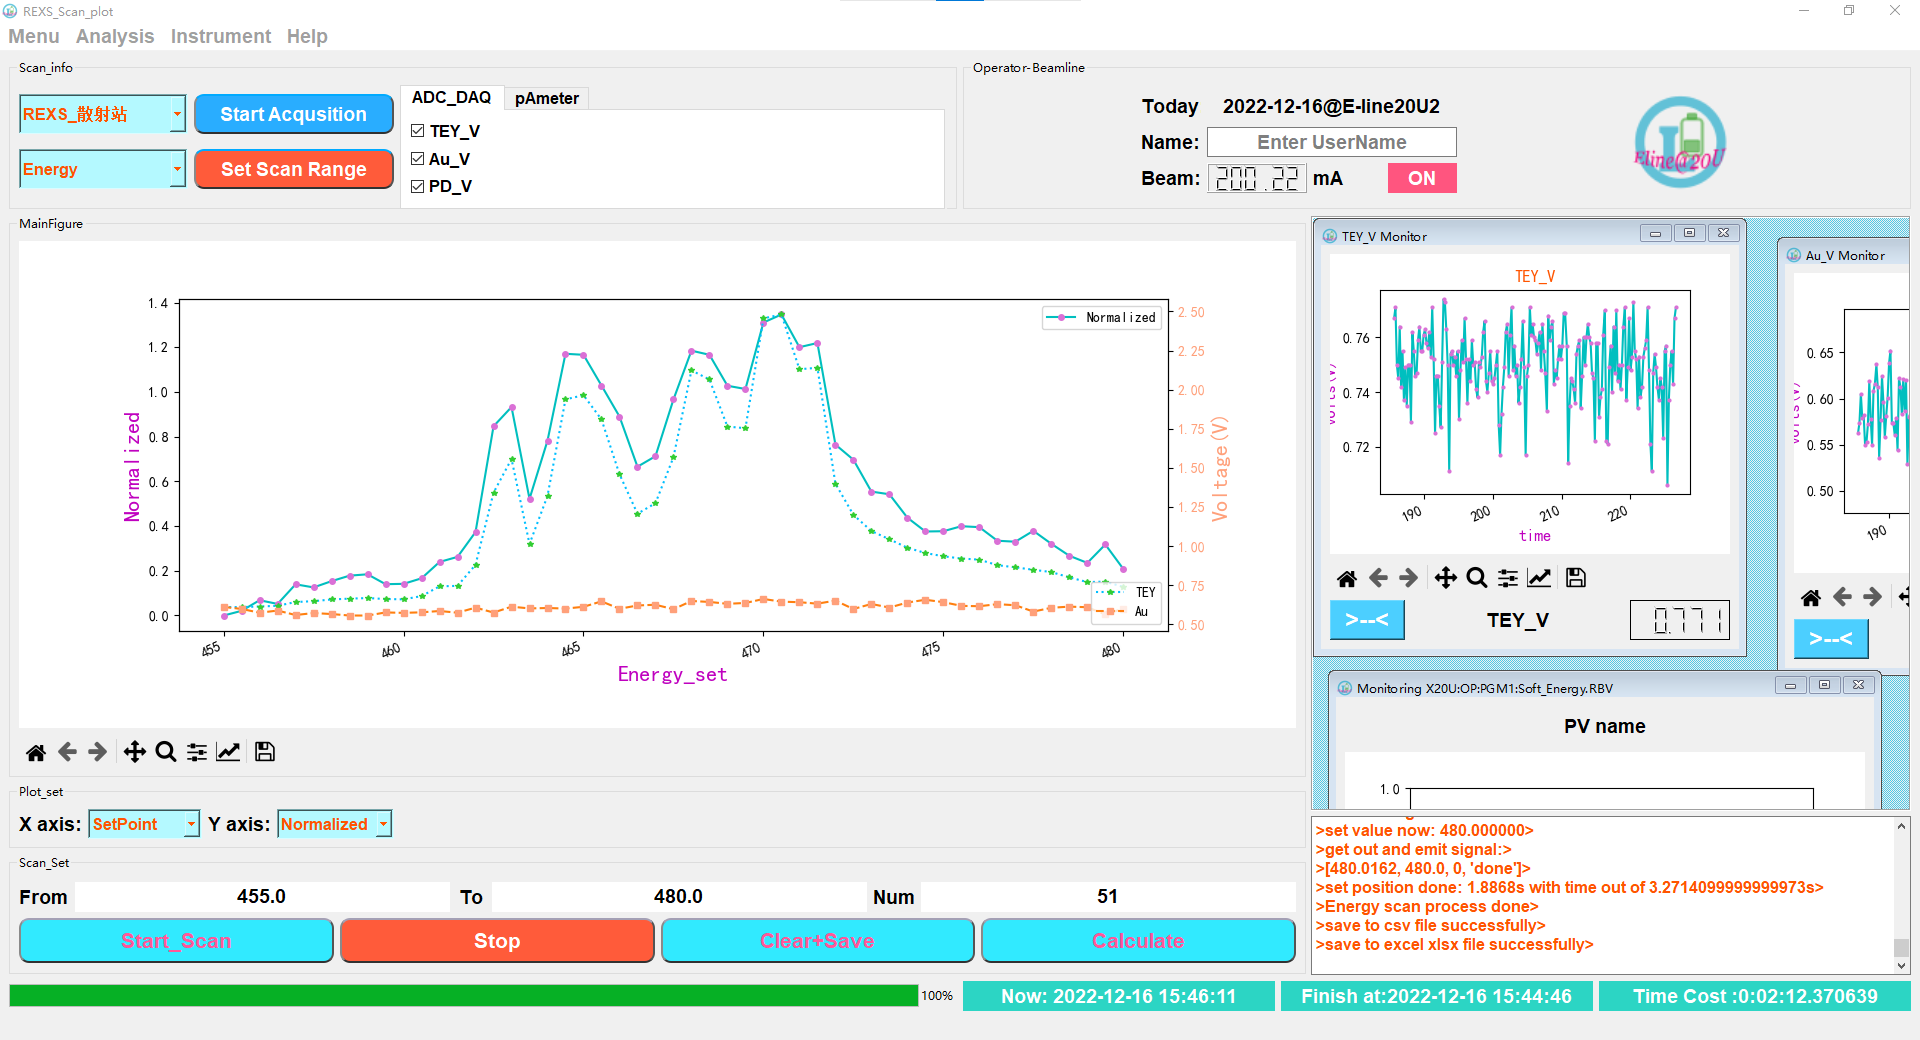 REXS_Scan_plot
Menu Analysis Instrument Help
Scan_info
REXS_散射站
Start Acqusition
Energy
Set Scan Range
ADC_DAQ pAmeter
TEY_V
Au_V
PD_V
Operator-Beamline
Today 2022-12-16@E-line20U2
Name: Enter UserName
Beam: 200.22 mA ON
Eline@20U
MainFigure
1.4
1.2
1.0
0.8
0.6
0.4
0.2
0.0
Normalized
Normalized
2.50
2.25
2.00
1.75
1.50
1.25
1.00
0.75
0.50
Voltage(V)
TEY
Au
455 460 465 470 475 480
Energy_set
TEY_V Monitor
TEY_V
0.76
0.74
0.72
190 200 210 220
time
>--< TEY_V 0.771
Au_V Monitor
0.65
0.60
0.55
0.50
190
>--<
Monitoring X20U:OP:PGM1:Soft_Energy.RBV
PV name
1.0
Plot_set
X axis: SetPoint Y axis: Normalized
Scan_Set
From 455.0 To 480.0 Num 51
Start_Scan Stop Clear+Save Calculate
>set value now: 480.000000>
>get out and emit signal:>
>[480.0162, 480.0, 0, 'done']>
>set position done: 1.8868s with time out of 3.2714099999999973s>
>Energy scan process done>
>save to csv file successfully>
>save to excel xlsx file successfully>
100%
Now: 2022-12-16 15:46:11
Finish at:2022-12-16 15:44:46
Time Cost :0:02:12.370639